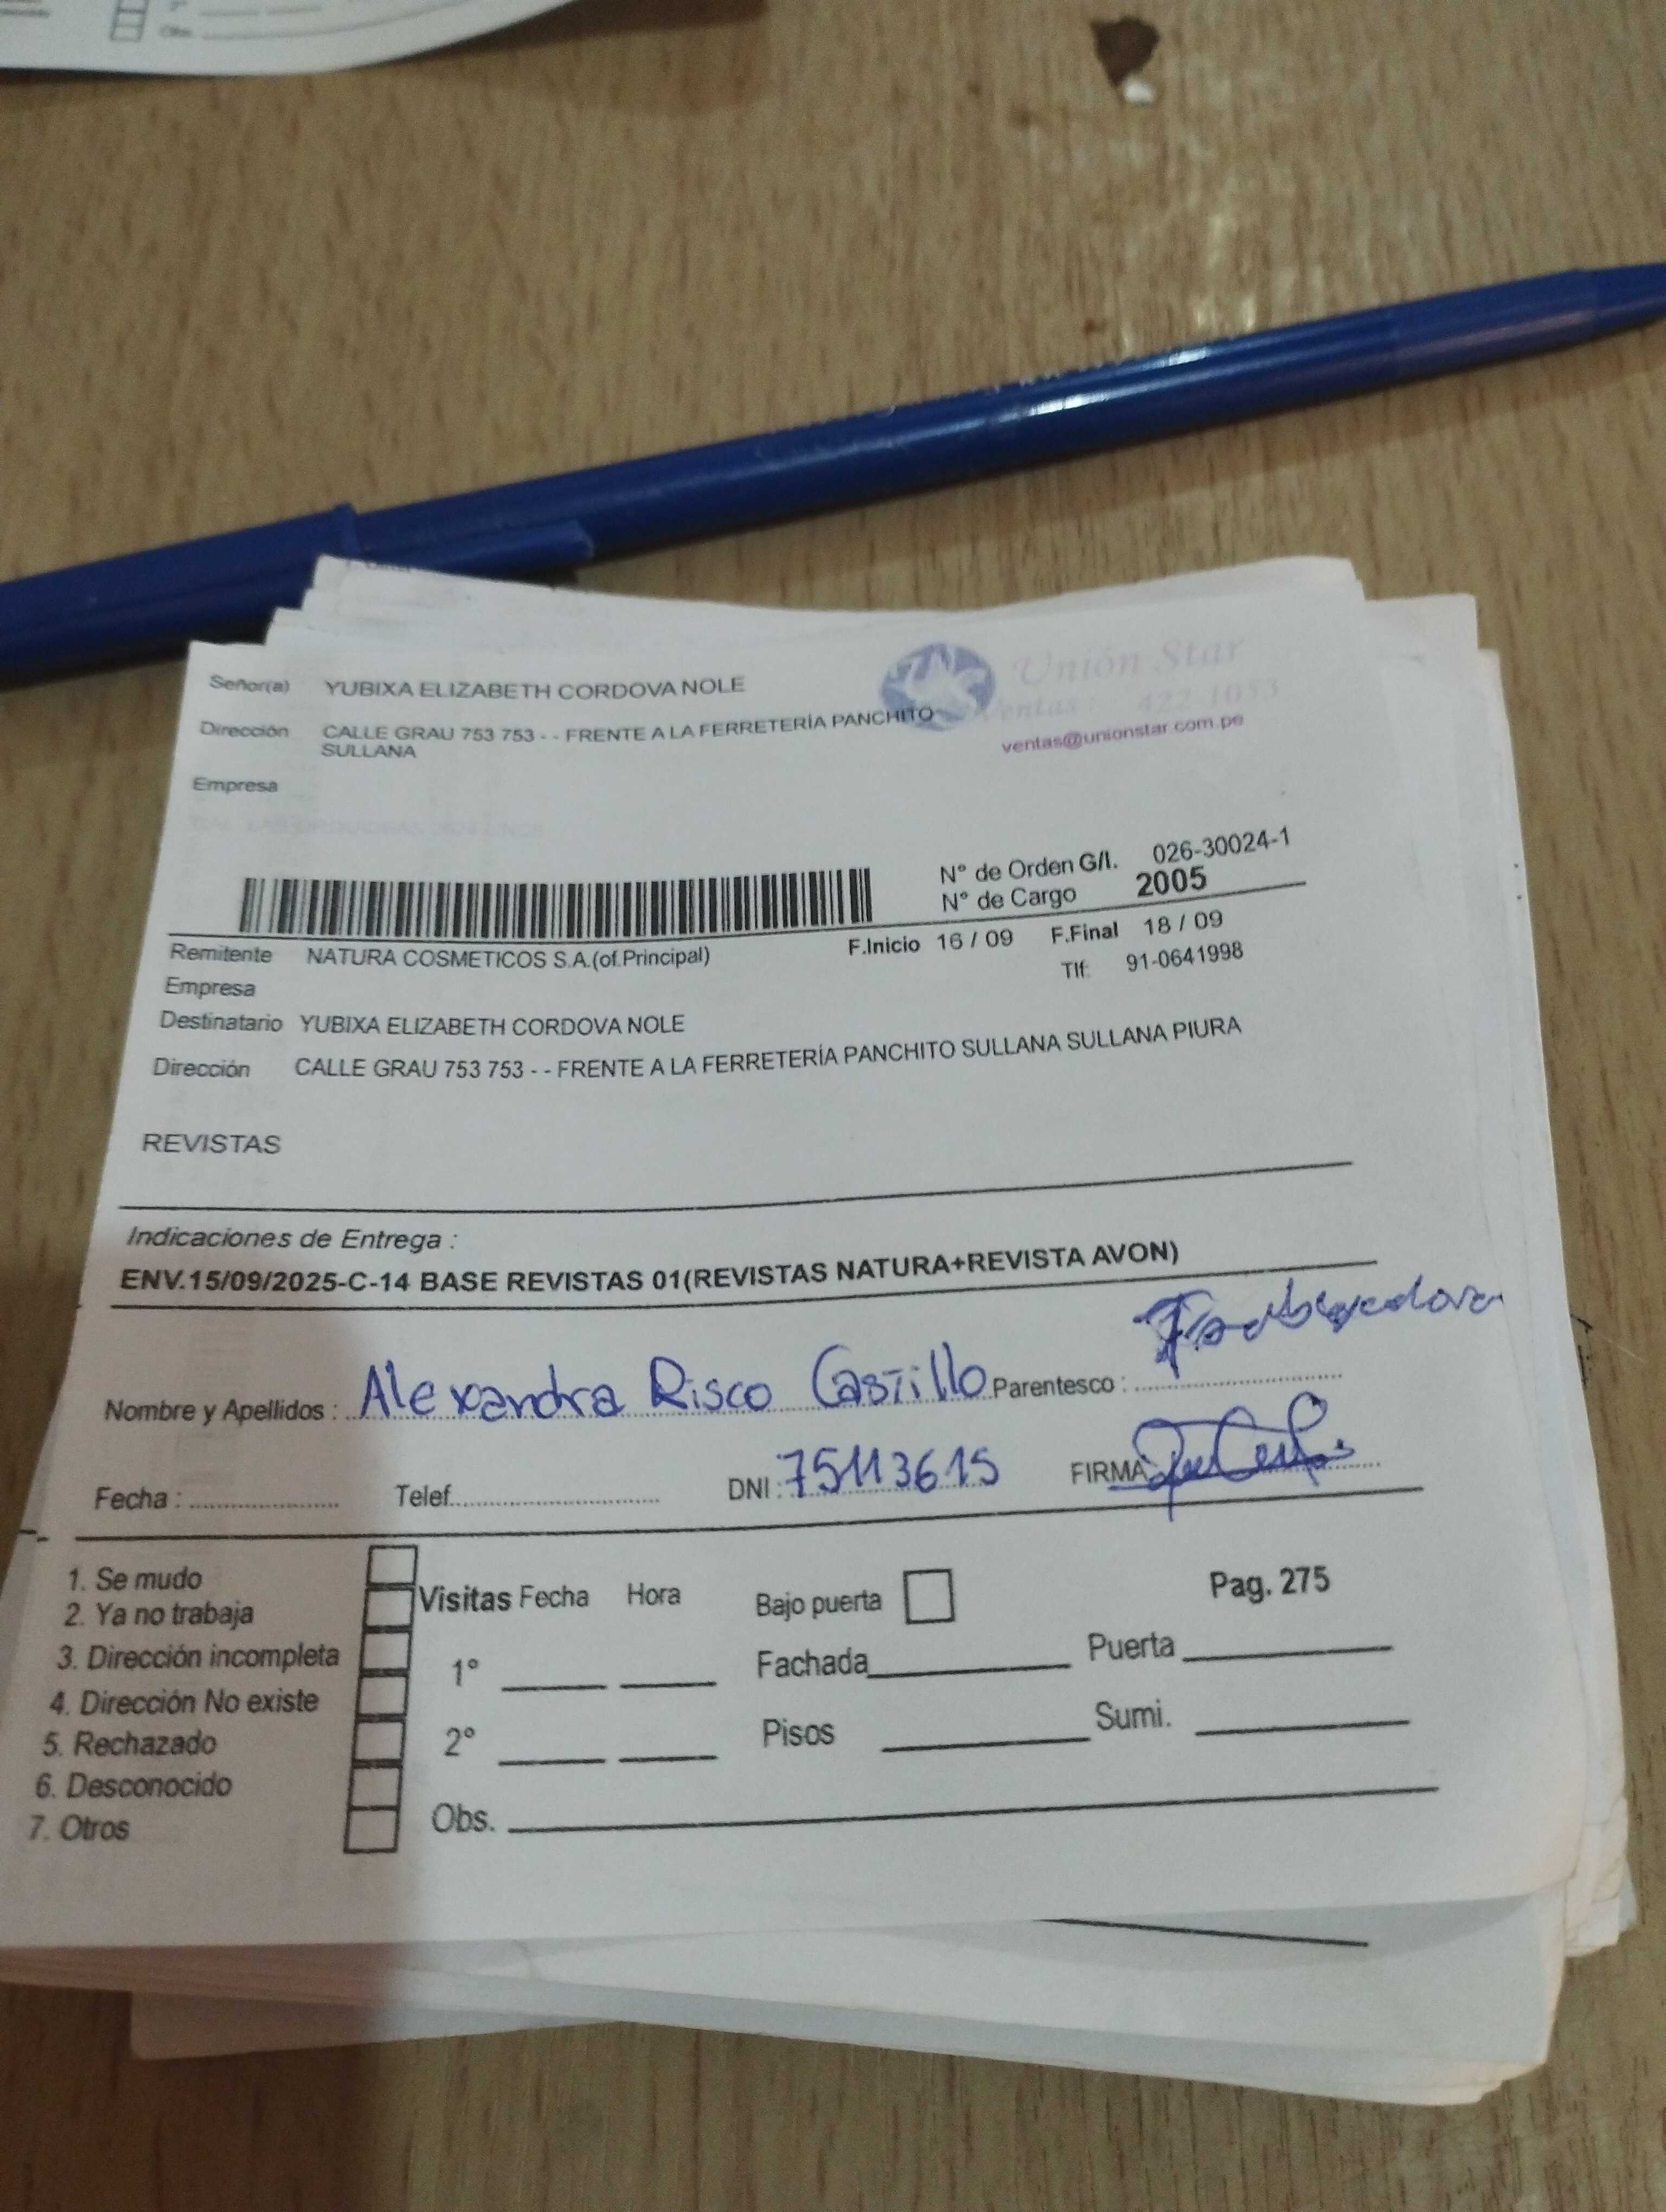 Señor(a) YUBIXA ELIZABETH CORDOVA NOLE
Unión Star
Ventas: 422 1053
ventas@unionstar.com.pe
Dirección CALLE GRAU 753 753 - - FRENTE A LA FERRETERÍA PANCHITO
SULLANA
Empresa
N° de Orden G/I. 026-30024-1
N° de Cargo 2005
Remitente NATURA COSMETICOS S.A.(of.Principal) F.Inicio 16 / 09 F.Final 18 / 09
Tlf: 91-0641998
Empresa
Destinatario YUBIXA ELIZABETH CORDOVA NOLE
Dirección CALLE GRAU 753 753 - - FRENTE A LA FERRETERÍA PANCHITO SULLANA SULLANA PIURA
REVISTAS
Indicaciones de Entrega :
ENV.15/09/2025-C-14 BASE REVISTAS 01(REVISTAS NATURA+REVISTA AVON)
Nombre y Apellidos : Alexandra Risco Castillo Parentesco :
Fecha : Telef. DNI : 75113615 FIRMA
1. Se mudo
2. Ya no trabaja
3. Dirección incompleta
4. Dirección No existe
5. Rechazado
6. Desconocido
7. Otros
Visitas Fecha Hora Bajo puerta Pag. 275
1° Fachada Puerta
2° Pisos Sumi.
Obs.